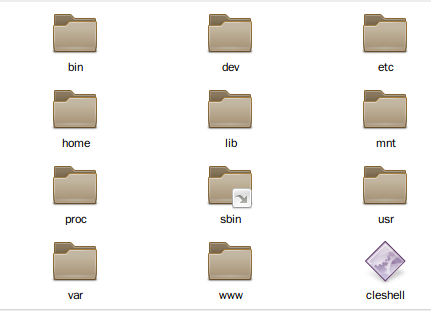 bin dev etc
home lib mnt
proc sbin usr
var www cleshell